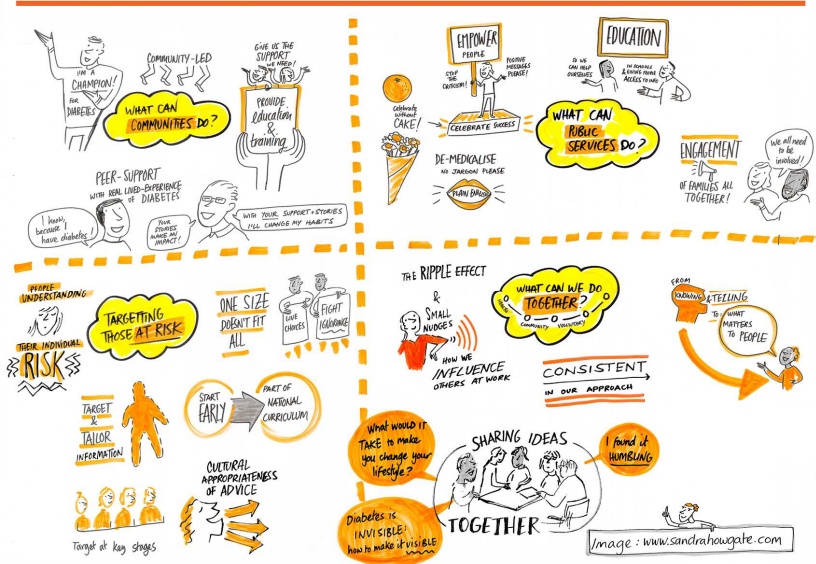 I'M A
CHAMPION!
FOR
DIABETES
COMMUNITY-LED
WHAT CAN
COMMUNITIES DO?
GIVE US THE
SUPPORT
WE NEED!
PROVIDE
education
&
training
PEER-SUPPORT
WITH REAL LIVED-EXPERIENCE
OF DIABETES
I know,
because I
have diabetes!
YOUR
STORIES
MAKE AN
IMPACT!
WITH YOUR SUPPORT + STORIES
I'LL CHANGE MY HABITS
EMPOWER
PEOPLE
STOP
THE
CRITICISM!
POSITIVE
MESSAGES
PLEASE!
Celebrate
without
CAKE!
CELEBRATE SUCCESS
DE-MEDICALISE
NO JARGON PLEASE
PLAIN ENGLISH
EDUCATION
SO WE
CAN HELP
OURSELVES
IN SCHOOLS
& GIVING MORE
ACCESS TO INFO
WHAT CAN
PUBLIC
SERVICES DO?
ENGAGEMENT
OF FAMILIES ALL
TOGETHER!
We all need
to be
involved!
PEOPLE
UNDERSTANDING
THEIR INDIVIDUAL
RISK
TARGETTING
THOSE AT RISK
ONE SIZE
DOESN'T FIT
ALL
LIVE
CHOICES
FIGHT
IGNORANCE
TARGET
&
TAILOR
INFORMATION
START
EARLY
PART OF
NATIONAL
CURRICULUM
Target at key stages
CULTURAL
APPROPRIATENESS
OF ADVICE
THE RIPPLE EFFECT
&
SMALL
NUDGES
HOW WE
INFLUENCE
OTHERS AT WORK
WHAT CAN WE DO
TOGETHER?
HEALTH
COMMUNITY
VOLUNTARY
CONSISTENT
IN OUR APPROACH
FROM
KNOWING & TELLING
TO:
WHAT
MATTERS
TO PEOPLE
What WOULD IT
TAKE to make
you change your
lifestyle?
SHARING IDEAS
TOGETHER
I found it
HUMBLING
Diabetes is
INVISIBLE:
how to make it VISIBLE
Image : www.sandrahowgate.com